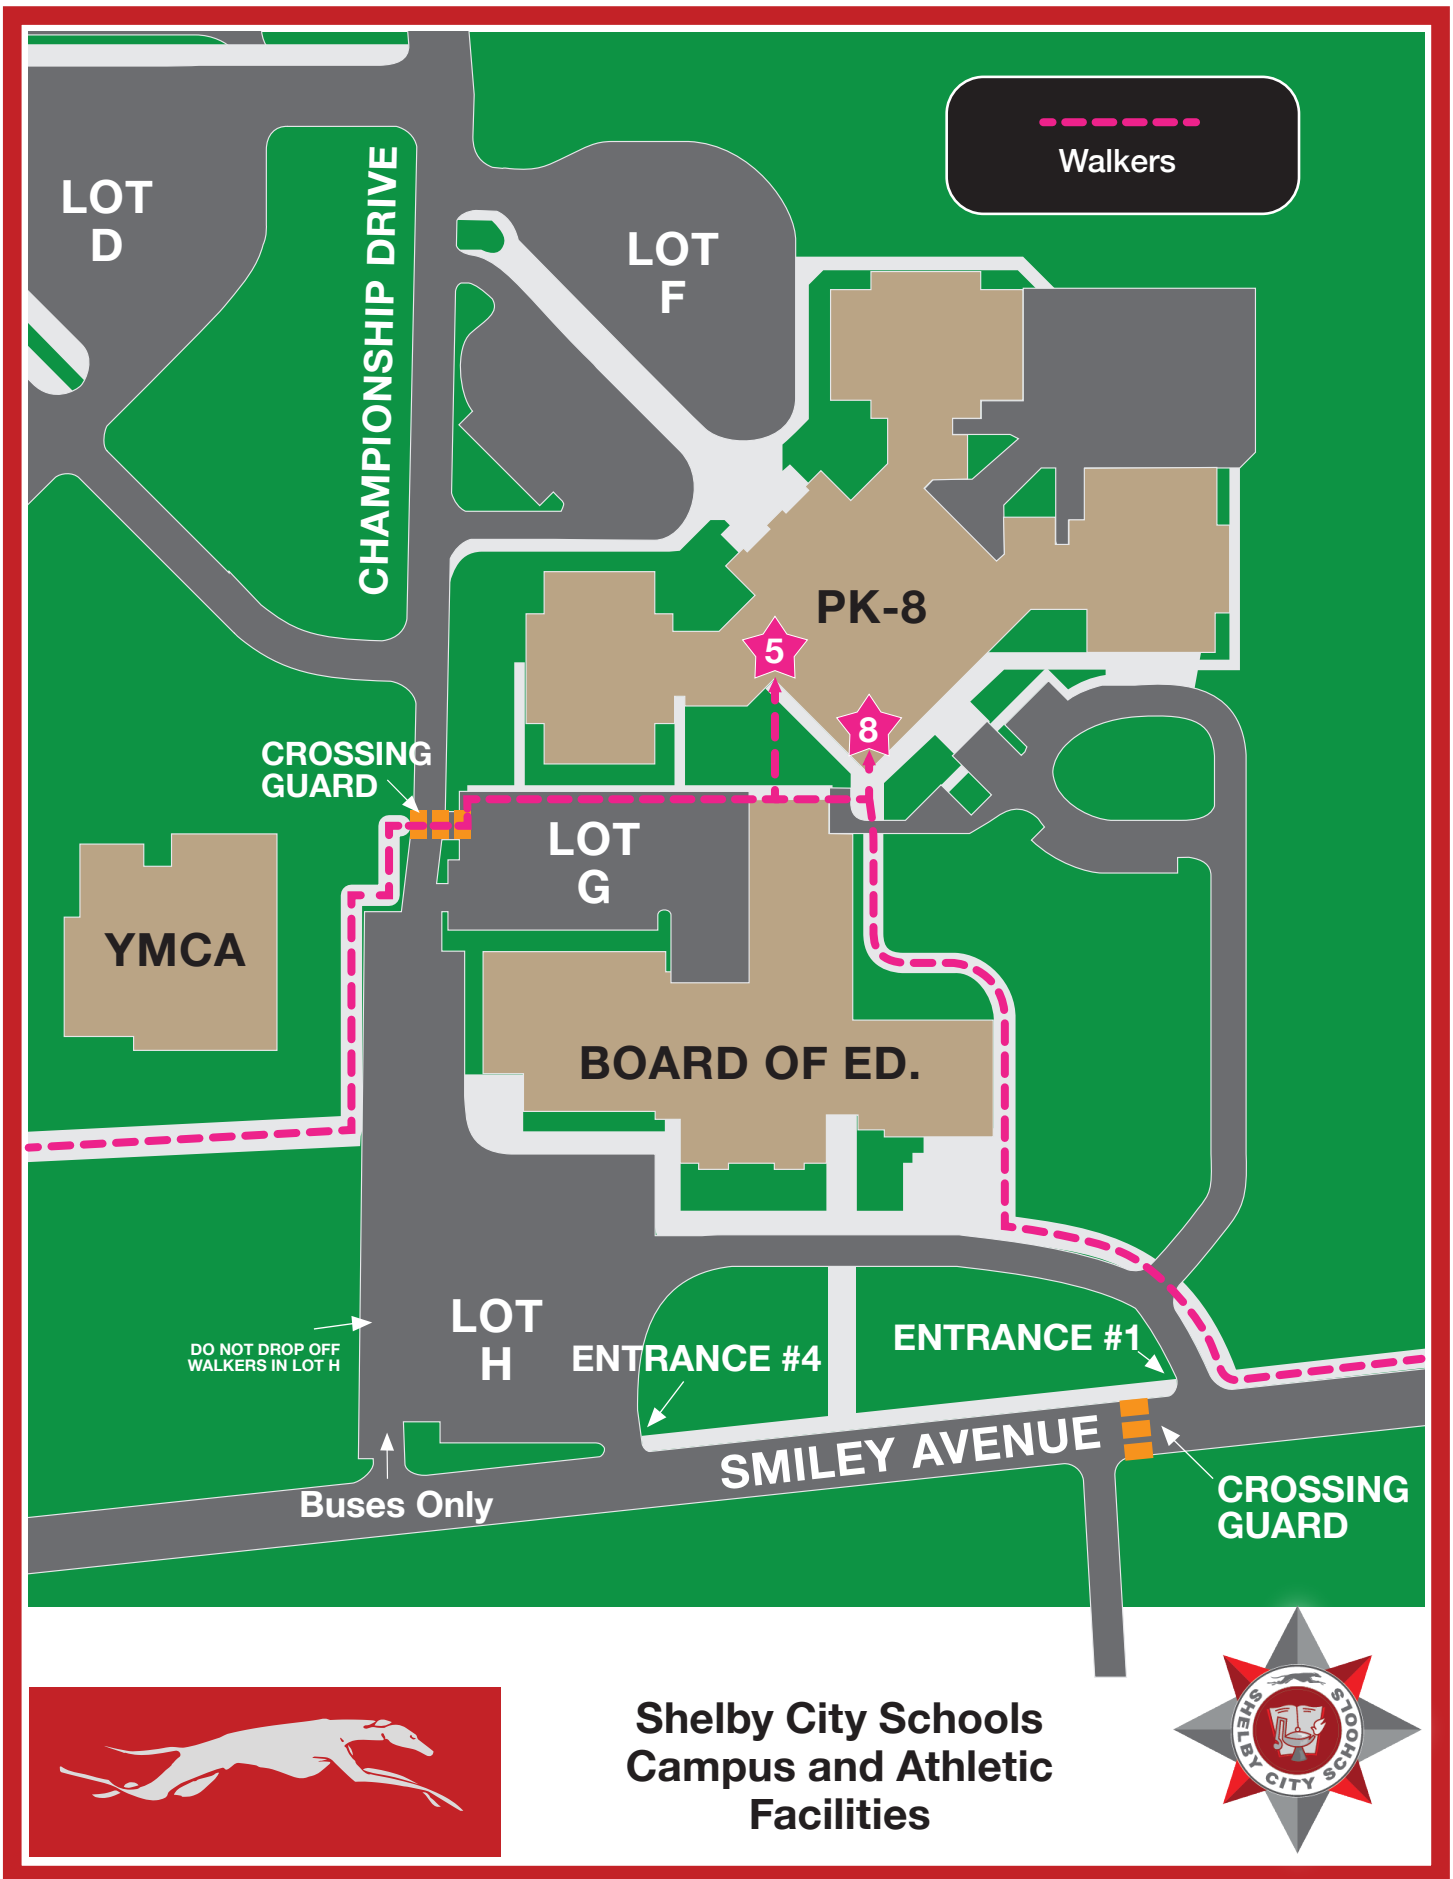 Walkers
LOT
D
CHAMPIONSHIP DRIVE
LOT
F
PK-8
5
8
CROSSING
GUARD
LOT
G
YMCA
BOARD OF ED.
LOT
H
DO NOT DROP OFF
WALKERS IN LOT H
ENTRANCE #4
ENTRANCE #1
SMILEY AVENUE
Buses Only
CROSSING
GUARD
Shelby City Schools
Campus and Athletic
Facilities
SHELBY CITY SCHOOLS